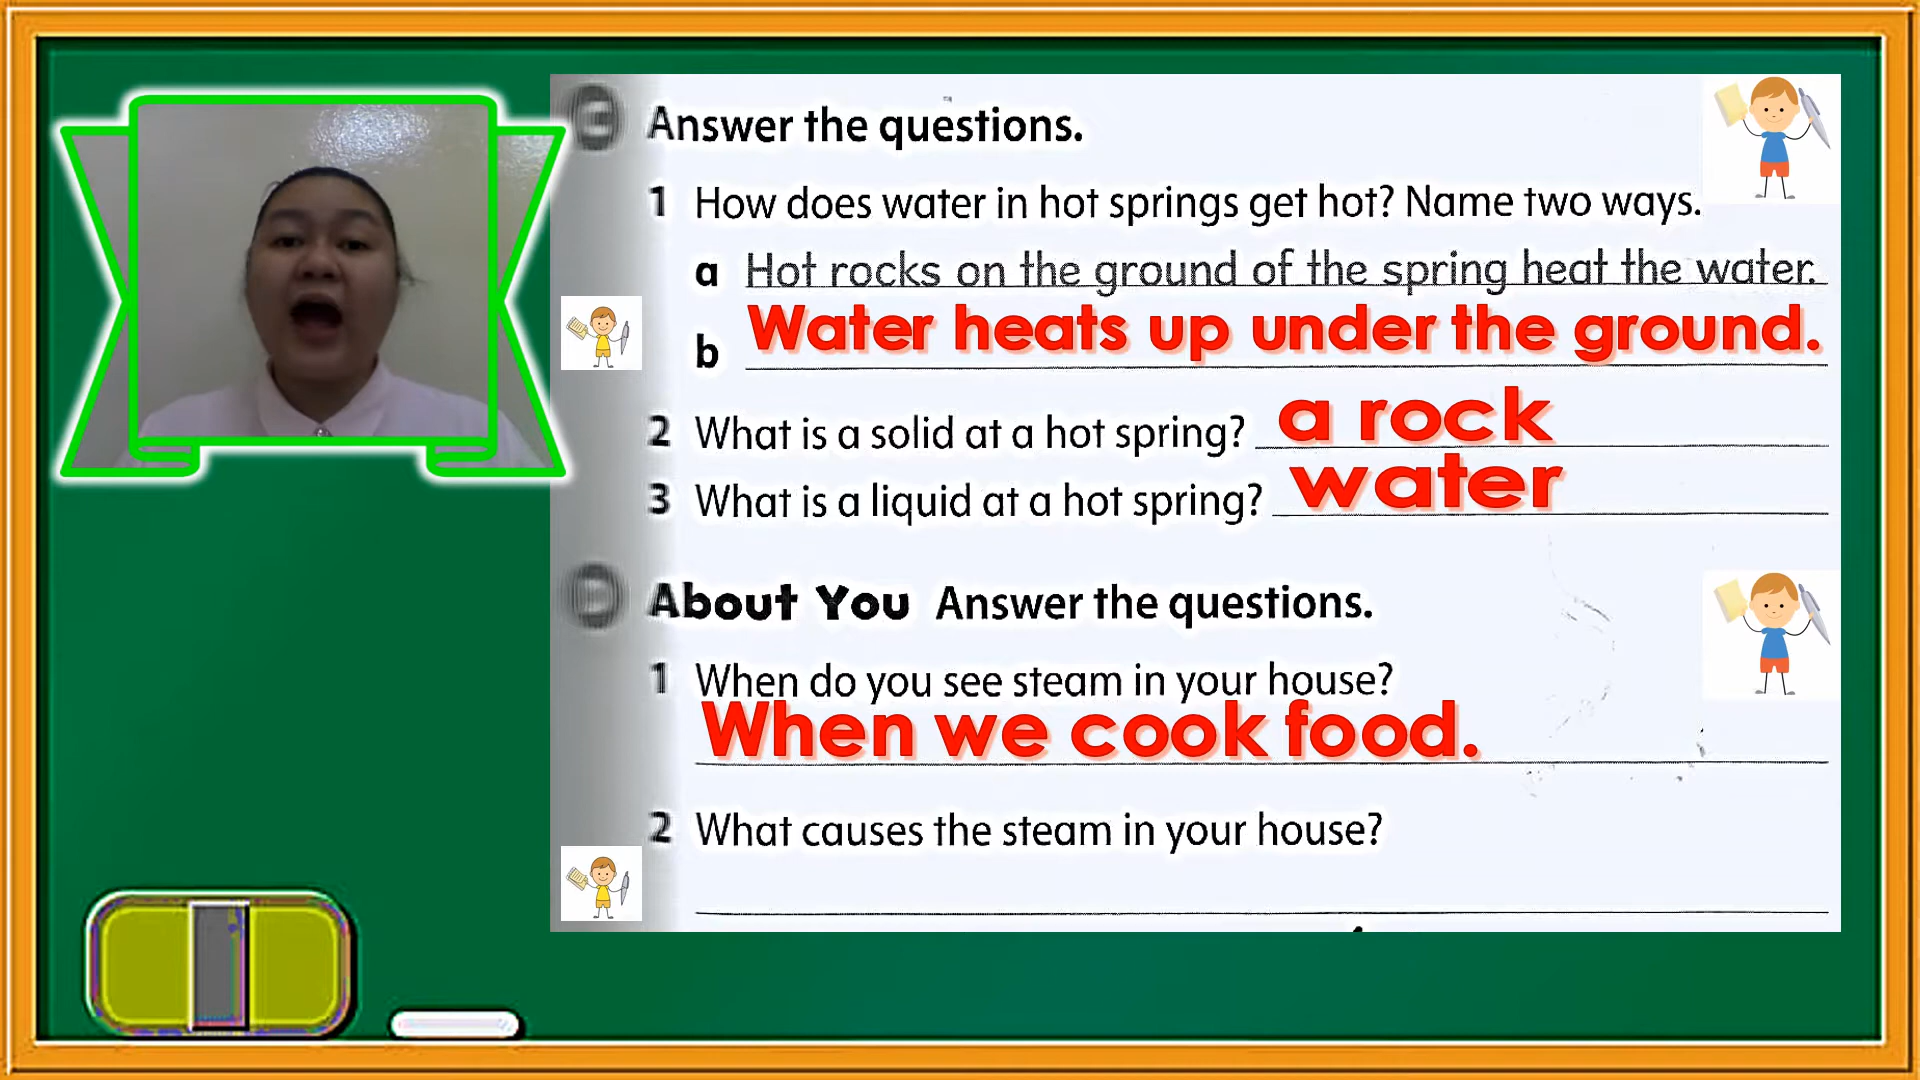 C Answer the questions.
1 How does water in hot springs get hot? Name two ways.
a Hot rocks on the ground of the spring heat the water.
b Water heats up under the ground.
2 What is a solid at a hot spring? a rock
3 What is a liquid at a hot spring? water
D About You Answer the questions.
1 When do you see steam in your house?
When we cook food.
2 What causes the steam in your house?